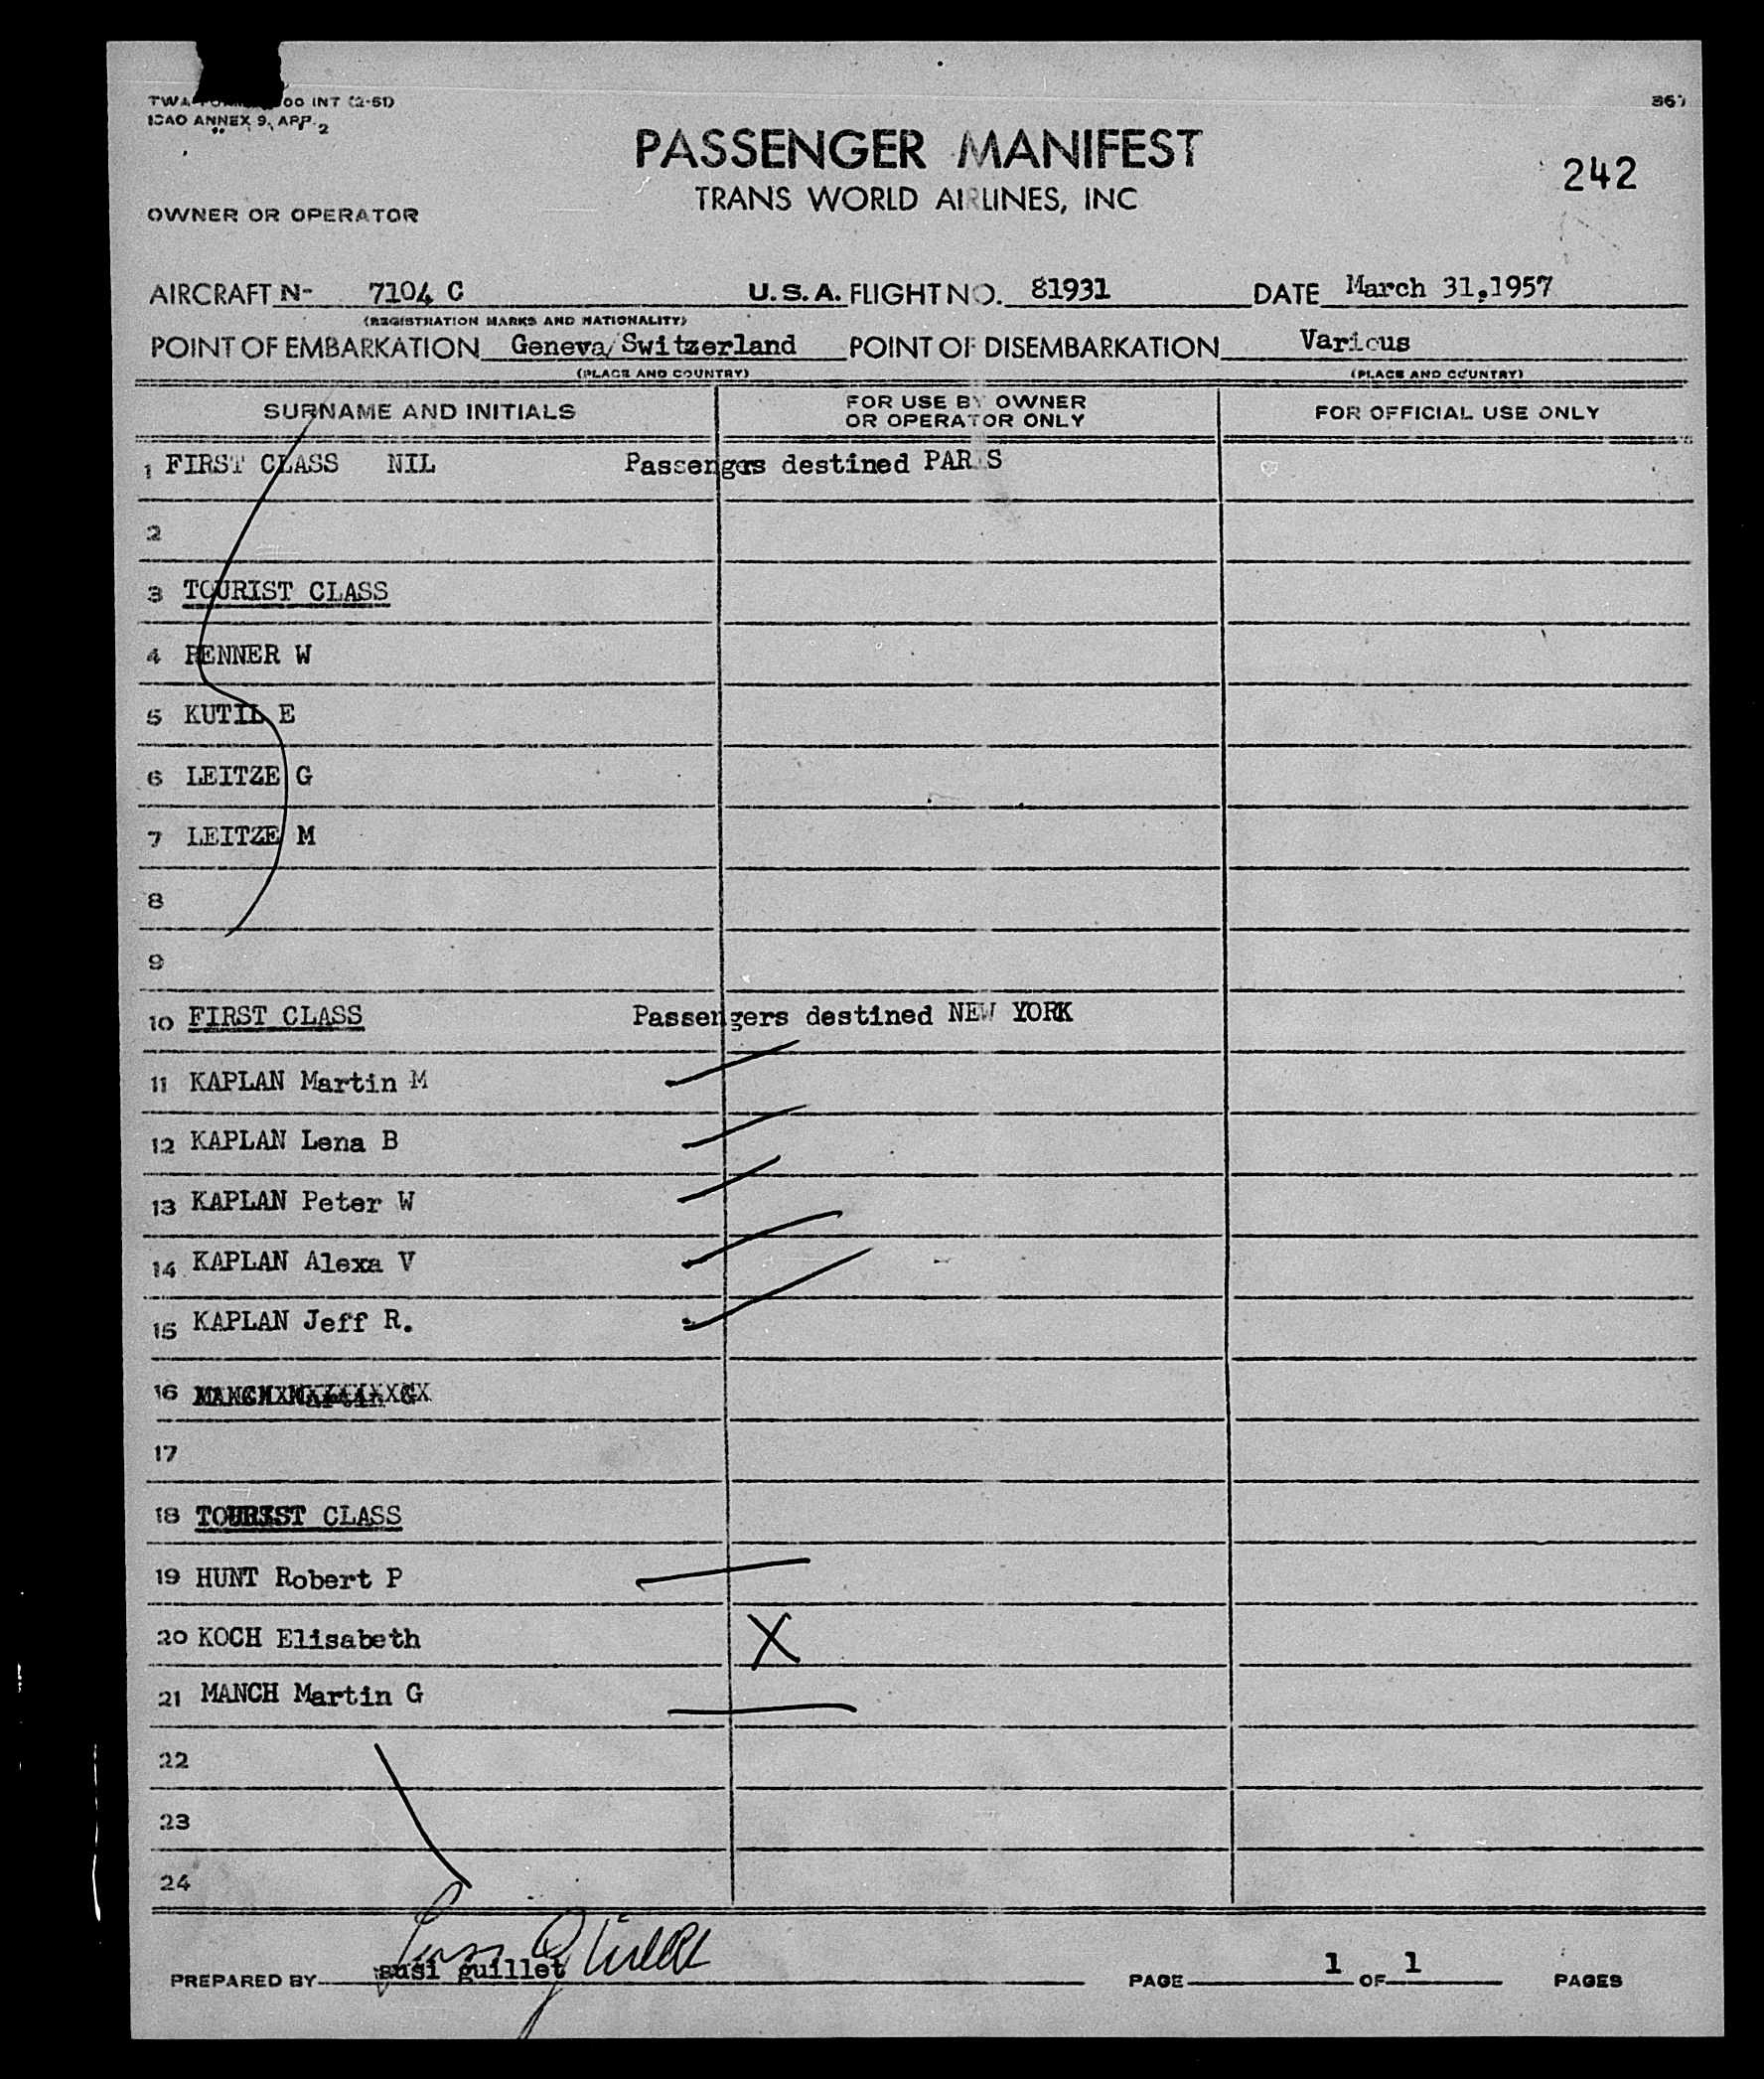 ICAO ANNEX 9, APP. 2
PASSENGER MANIFEST
242
TRANS WORLD AIRLINES, INC
OWNER OR OPERATOR
AIRCRAFT N- 7104 C U.S.A. FLIGHT NO. 81931 DATE March 31,1957
(REGISTRATION MARKS AND NATIONALITY)
POINT OF EMBARKATION Geneva/Switzerland POINT OF DISEMBARKATION Various
(PLACE AND COUNTRY) (PLACE AND COUNTRY)
SURNAME AND INITIALS FOR USE BY OWNER OR OPERATOR ONLY FOR OFFICIAL USE ONLY
1 FIRST CLASS NIL Passengers destined PARIS
2
3 TOURIST CLASS
4 W
5 KUTIL E
6 LEITZE G
7 LEITZE M
8
9
10 FIRST CLASS Passengers destined NEW YORK
11 KAPLAN Martin M
12 KAPLAN Lena B
13 KAPLAN Peter W
14 KAPLAN Alexa V
15 KAPLAN Jeff R.
16 MANCH Martin G
17
18 TOURIST CLASS
19 HUNT Robert P
20 KOCH Elisabeth X
21 MANCH Martin G
22
23
24
PREPARED BY susi guillet PAGE 1 OF 1 PAGES